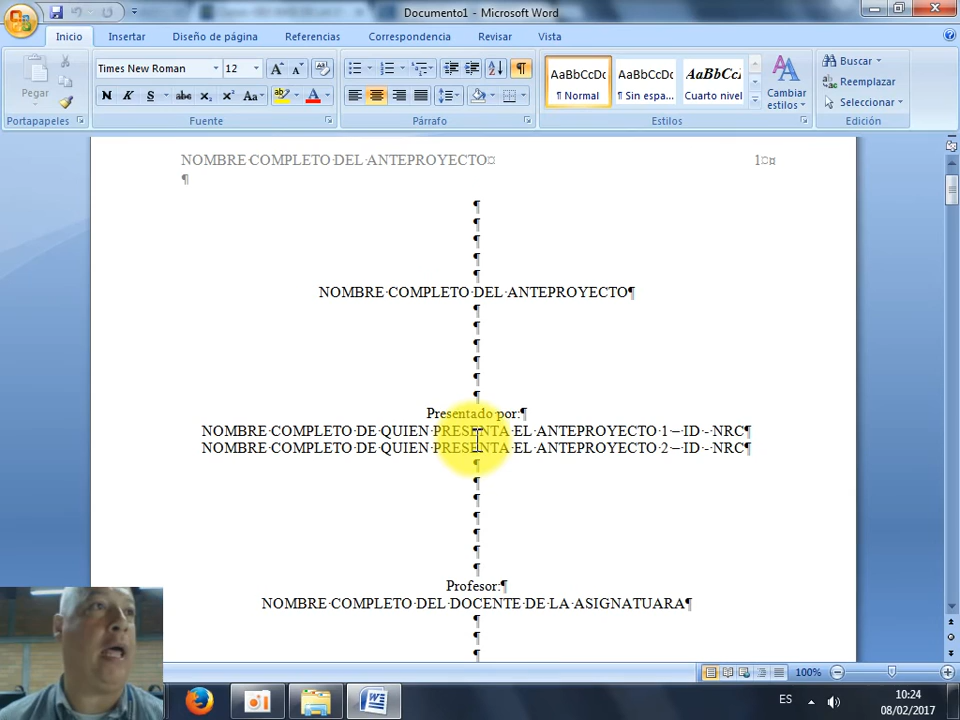 Documento1 - Microsoft Word
Inicio Insertar Diseño de página Referencias Correspondencia Revisar Vista
Pegar
Times New Roman 12
AaBbCcDc AaBbCcDc AaBbCc
¶ Normal ¶ Sin espa... Cuarto nivel
Cambiar estilos
Buscar
Reemplazar
Seleccionar
Portapapeles Fuente Párrafo Estilos Edición
NOMBRE COMPLETO DEL ANTEPROYECTO 1
NOMBRE COMPLETO DEL ANTEPROYECTO¶
Presentado por:¶
NOMBRE COMPLETO DE QUIEN PRESENTA EL ANTEPROYECTO 1 – ID - NRC¶
NOMBRE COMPLETO DE QUIEN PRESENTA EL ANTEPROYECTO 2 – ID - NRC¶
Profesor:¶
NOMBRE COMPLETO DEL DOCENTE DE LA ASIGNATUARA¶
100%
ES
10:24
08/02/2017